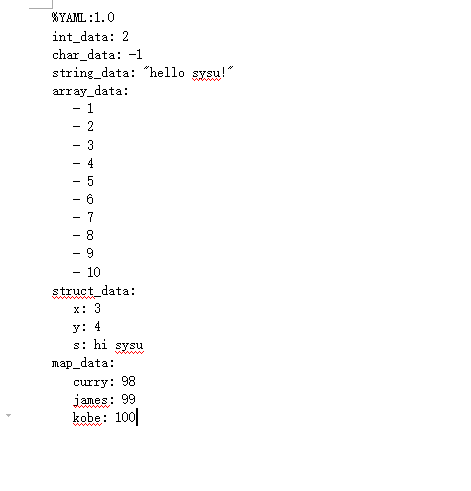 %YAML:1.0
int_data: 2
char_data: -1
string_data: "hello sysu!"
array_data:
- 1
- 2
- 3
- 4
- 5
- 6
- 7
- 8
- 9
- 10
struct_data:
x: 3
y: 4
s: hi sysu
map_data:
curry: 98
james: 99
kobe: 100